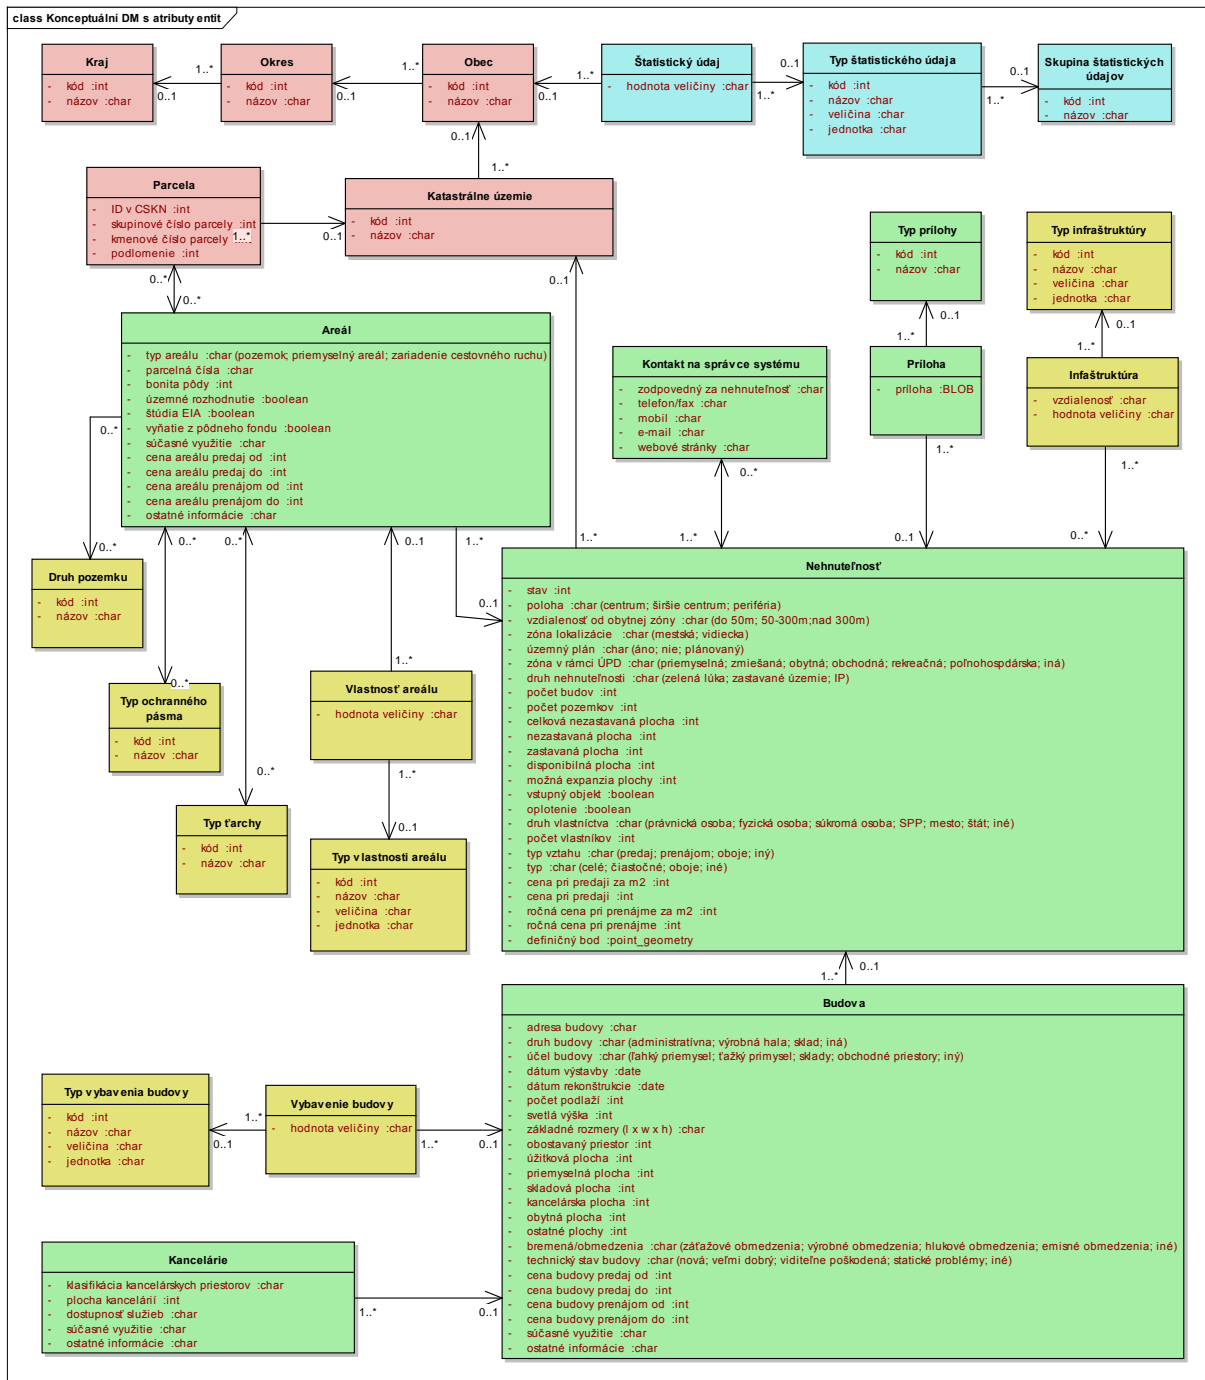 class Konceptuální DM s atributy entit
Kraj
- kód :int
- názov :char
1..*
0..1
Okres
- kód :int
- názov :char
1..*
0..1
Obec
- kód :int
- názov :char
1..*
0..1
Štatistický údaj
- hodnota veličiny :char
0..1
1..*
Typ štatistického údaja
- kód :int
- názov :char
- veličina :char
- jednotka :char
0..1
1..*
Skupina štatistických
údajov
- kód :int
- názov :char
0..1
1..*
Parcela
- ID v CSKN :int
- skupinové číslo parcely :int
- kmenové číslo parcely
- podlomenie :int
1..*
0..1
Katastrálne územie
- kód :int
- názov :char
0..*
0..*
0..1
1..*
Typ prílohy
- kód :int
- názov :char
0..1
1..*
Príloha
- príloha :BLOB
1..*
0..1
Typ infraštruktúry
- kód :int
- názov :char
- veličina :char
- jednotka :char
0..1
1..*
Infaštruktúra
- vzdialenosť :char
- hodnota veličiny :char
1..*
0..*
Areál
- typ areálu :char (pozemok; priemyselný areál; zariadenie cestovného ruchu)
- parcelná čísla :char
- bonita pôdy :int
- územné rozhodnutie :boolean
- štúdia EIA :boolean
- vyňatie z pôdneho fondu :boolean
- súčasné využitie :char
- cena areálu predaj od :int
- cena areálu predaj do :int
- cena areálu prenájom od :int
- cena areálu prenájom do :int
- ostatné informácie :char
Kontakt na správce systému
- zodpovedný za nehnuteľnosť :char
- telefon/fax :char
- mobil :char
- e-mail :char
- webové stránky :char
0..*
1..*
0..*
0..*
0..*
0..*
0..*
0..*
0..1
1..*
1..*
0..1
Druh pozemku
- kód :int
- názov :char
Typ ochranného
pásma
- kód :int
- názov :char
Typ ťarchy
- kód :int
- názov :char
Vlastnosť areálu
- hodnota veličiny :char
1..*
0..1
Typ vlastnosti areálu
- kód :int
- názov :char
- veličina :char
- jednotka :char
Nehnuteľnosť
- stav :int
- poloha :char (centrum; širšie centrum; periféria)
- vzdialenosť od obytnej zóny :char (do 50m; 50-300m;nad 300m)
- zóna lokalizácie :char (mestská; vidiecka)
- územný plán :char (áno; nie; plánovaný)
- zóna v rámci ÚPD :char (priemyselná; zmiešaná; obytná; obchodná; rekreačná; poľnohospdárska; iná)
- druh nehnuteľnosti :char (zelená lúka; zastavané územie; IP)
- počet budov :int
- počet pozemkov :int
- celková nezastavaná plocha :int
- nezastavaná plocha :int
- zastavaná plocha :int
- disponibilná plocha :int
- možná expanzia plochy :int
- vstupný objekt :boolean
- oplotenie :boolean
- druh vlastníctva :char (právnická osoba; fyzická osoba; súkromá osoba; SPP; mesto; štát; iné)
- počet vlastníkov :int
- typ vztahu :char (predaj; prenájom; oboje; iný)
- typ :char (celé; čiastočné; oboje; iné)
- cena pri predaji za m2 :int
- cena pri predaji :int
- ročná cena pri prenájme za m2 :int
- ročná cena pri prenájme :int
- definičný bod :point_geometry
0..1
1..*
Budova
- adresa budovy :char
- druh budovy :char (administratívna; výrobná hala; sklad; iná)
- účel budovy :char (ľahký priemysel; ťažký primysel; sklady; obchodné priestory; iný)
- dátum výstavby :date
- dátum rekonštrukcie :date
- počet podlaží :int
- svetlá výška :int
- základné rozmery (l x w x h) :char
- obostavaný priestor :int
- úžitková plocha :int
- priemyselná plocha :int
- skladová plocha :int
- kancelárska plocha :int
- obytná plocha :int
- ostatné plochy :int
- bremená/obmedzenia :char (záťažové obmedzenia; výrobné obmedzenia; hlukové obmedzenia; emisné obmedzenia; iné)
- technický stav budovy :char (nová; veľmi dobrý; viditeľne poškodená; statické problémy; iné)
- cena budovy predaj od :int
- cena budovy predaj do :int
- cena budovy prenájom od :int
- cena budovy prenájom do :int
- súčasné využitie :char
- ostatné informácie :char
Typ vybavenia budovy
- kód :int
- názov :char
- veličina :char
- jednotka :char
1..*
0..1
Vybavenie budovy
- hodnota veličiny :char
1..*
0..1
Kancelárie
- klasifikácia kancelárskych priestorov :char
- plocha kancelárií :int
- dostupnosť služieb :char
- súčasné využitie :char
- ostatné informácie :char
1..*
0..1